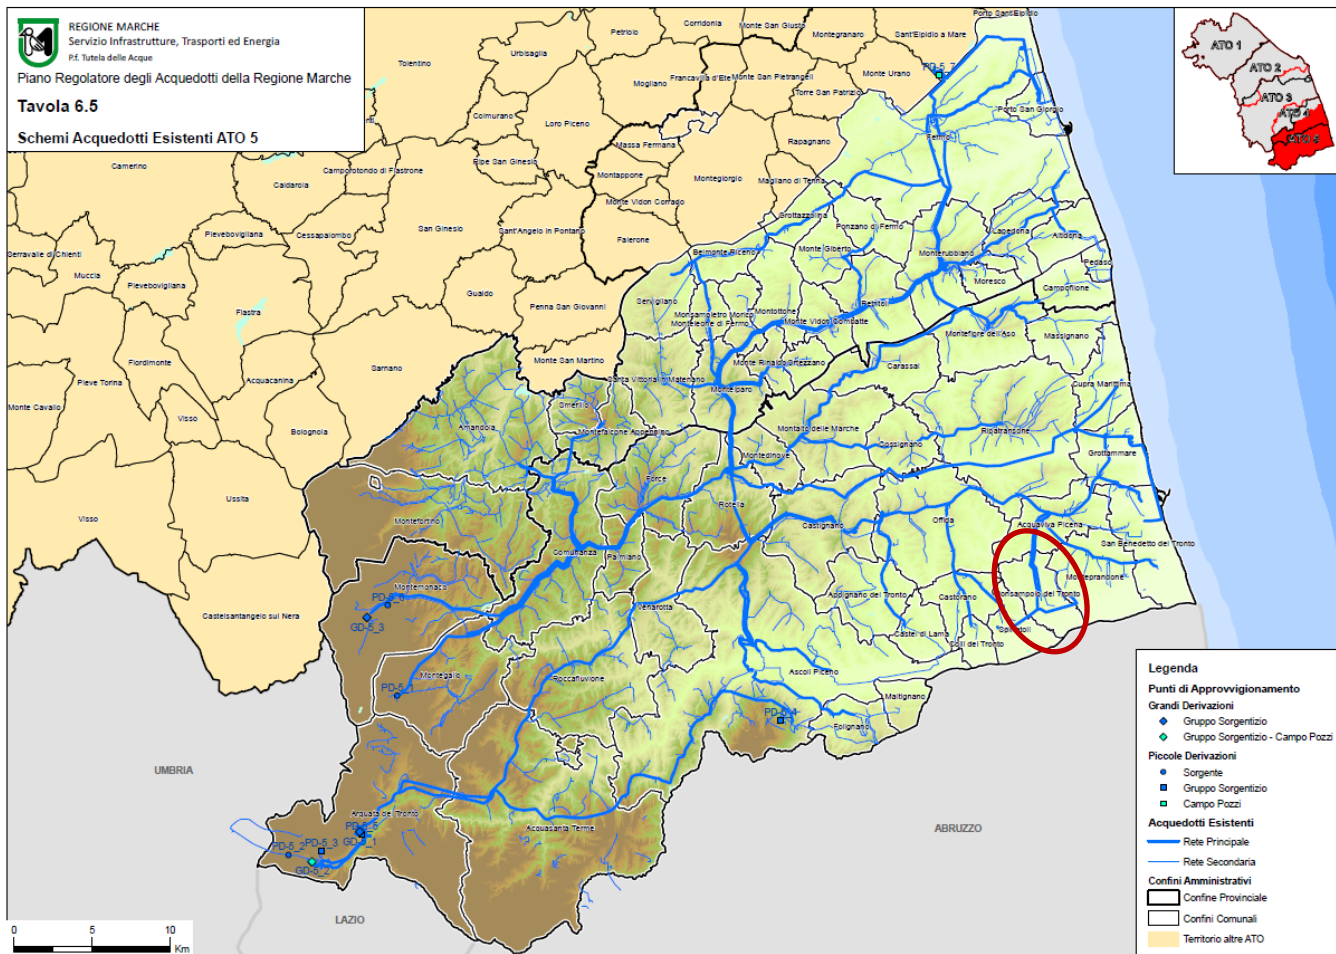 REGIONE MARCHE
Servizio Infrastrutture, Trasporti ed Energia
P.f. Tutela delle Acque
Piano Regolatore degli Acquedotti della Regione Marche
Tavola 6.5
Schemi Acquedotti Esistenti ATO 5
ATO 1
ATO 2
ATO 3
ATO 4
ATO 5
Porto Sant'Elpidio
Petriolo
Corridonia
Monte San Giusto
Montegranaro
Sant'Elpidio a Mare
Urbisaglia
Tolentino
Mogliano
Francavilla d'Ete
Monte San Pietrangeli
Monte Urano
PD-5_7
Torre San Patrizio
Porto San Giorgio
Colmurano
Loro Piceno
Massa Fermana
Rapagnano
Fermo
Camerino
Camporotondo di Fiastrone
Ripe San Ginesio
Montappone
Montegiorgio
Magliano di Tenna
Caldarola
Monte Vidon Corrado
Grottazzolina
Pievebovigliana
Cessapalombo
San Ginesio
Sant'Angelo in Pontano
Falerone
Ponzano di Fermo
Lapedona
Altidona
Serravalle di Chienti
Muccia
Belmonte Piceno
Monte Giberto
Monterubbiano
Pedaso
Pievebovigliana
Gualdo
Penna San Giovanni
Servigliano
Moresco
Campofilone
Fiastra
Monsampietro Morico
Montottone
Petritoli
Monteleone di Fermo
Monte Vidon Combatte
Montefiore dell'Aso
Massignano
Fiordimonte
Monte San Martino
Monte Rinaldo
Ortezzano
Carassai
Pieve Torina
Sarnano
Acquacanina
Santa Vittoria in Matenano
Montelparo
Cupra Marittima
Monte Cavallo
Visso
Bolognola
Smerillo
Amandola
Montefalcone Appennino
Montalto delle Marche
Cossignano
Ripatransone
Montedinove
Grottammare
Ussita
Force
Rotella
Visso
Montefortino
Castignano
Offida
Acquaviva Picena
San Benedetto del Tronto
Comunanza
Palmiano
Montemonaco
Monteprandone
Castelsantangelo sul Nera
PD-5_6
GD-5_3
Venarotta
Appignano del Tronto
Castorano
Monsampolo del Tronto
Castel di Lama
Spinetoli
Colli del Tronto
Montegallo
PD-5_1
Roccafluvione
Ascoli Piceno
Maltignano
PD-5_4
Folignano
UMBRIA
Arquata del Tronto
Acquasanta Terme
ABRUZZO
PD-5_5
GD-5_1
PD-5_2
PD-5_3
GD-5_2
LAZIO
0 5 10
Km
Legenda
Punti di Approvvigionamento
Grandi Derivazioni
Gruppo Sorgentizio
Gruppo Sorgentizio - Campo Pozzi
Piccole Derivazioni
Sorgente
Gruppo Sorgentizio
Campo Pozzi
Acquedotti Esistenti
Rete Principale
Rete Secondaria
Confini Amministrativi
Confine Provinciale
Confini Comunali
Territorio altre ATO